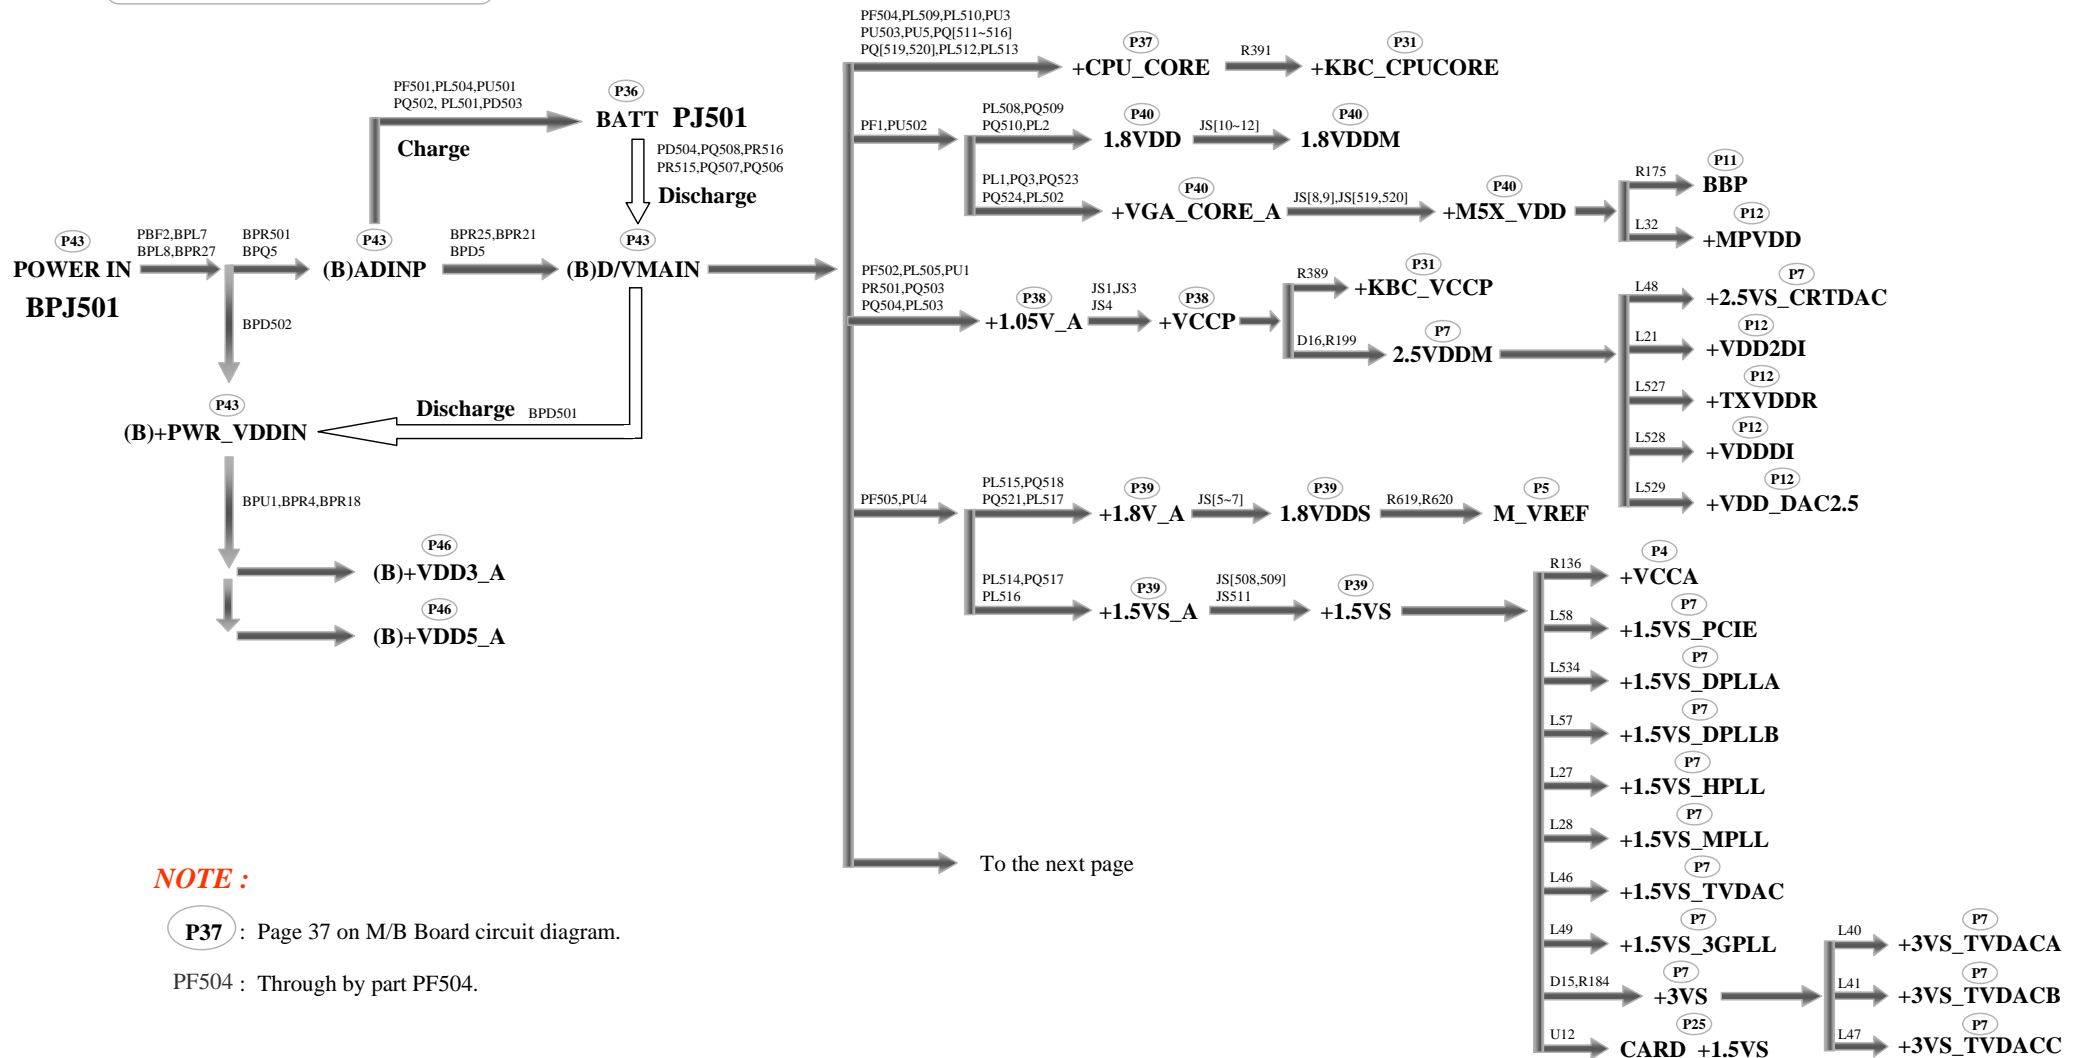 PF504,PL509,PL510,PU3
PU503,PU5,PQ[511~516]
PQ[519,520],PL512,PL513
P37
+CPU_CORE
R391
P31
+KBC_CPUCORE
PF501,PL504,PU501
PQ502, PL501,PD503
Charge
P36
BATT PJ501
PD504,PQ508,PR516
PR515,PQ507,PQ506
Discharge
PF1,PU502
PL508,PQ509
PQ510,PL2
P40
1.8VDD
JS[10~12]
P40
1.8VDDM
PL1,PQ3,PQ523
PQ524,PL502
P40
+VGA_CORE_A
JS[8,9],JS[519,520]
P40
+M5X_VDD
R175
P11
BBP
L32
P12
+MPVDD
P43
POWER IN
BPJ501
PBF2,BPL7
BPL8,BPR27
BPR501
BPQ5
P43
(B)ADINP
BPR25,BPR21
BPD5
P43
(B)D/VMAIN
BPD502
P43
(B)+PWR_VDDIN
Discharge BPD501
BPU1,BPR4,BPR18
P46
(B)+VDD3_A
P46
(B)+VDD5_A
PF502,PL505,PU1
PR501,PQ503
PQ504,PL503
P38
+1.05V_A
JS1,JS3
JS4
P38
+VCCP
R389
P31
+KBC_VCCP
D16,R199
P7
2.5VDDM
L48
P7
+2.5VS_CRTDAC
L21
P12
+VDD2DI
L527
P12
+TXVDDR
L528
P12
+VDDDI
L529
P12
+VDD_DAC2.5
PF505,PU4
PL515,PQ518
PQ521,PL517
P39
+1.8V_A
JS[5~7]
P39
1.8VDDS
R619,R620
P5
M_VREF
PL514,PQ517
PL516
P39
+1.5VS_A
JS[508,509]
JS511
P39
+1.5VS
R136
P4
+VCCA
L58
P7
+1.5VS_PCIE
L534
P7
+1.5VS_DPLLA
L57
P7
+1.5VS_DPLLB
L27
P7
+1.5VS_HPLL
L28
P7
+1.5VS_MPLL
L46
P7
+1.5VS_TVDAC
L49
P7
+1.5VS_3GPLL
D15,R184
P7
+3VS
L40
P7
+3VS_TVDACA
L41
P7
+3VS_TVDACB
L47
P7
+3VS_TVDACC
U12
P25
CARD_+1.5VS
To the next page
NOTE :
P37 : Page 37 on M/B Board circuit diagram.
PF504 : Through by part PF504.